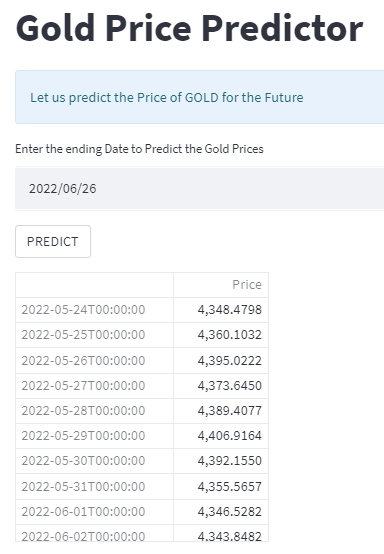 Gold Price Predictor
Let us predict the Price of GOLD for the Future
Enter the ending Date to Predict the Gold Prices
2022/06/26
PREDICT
Price
2022-05-24T00:00:00 4,348.4798
2022-05-25T00:00:00 4,360.1032
2022-05-26T00:00:00 4,395.0222
2022-05-27T00:00:00 4,373.6450
2022-05-28T00:00:00 4,389.4077
2022-05-29T00:00:00 4,406.9164
2022-05-30T00:00:00 4,392.1550
2022-05-31T00:00:00 4,355.5657
2022-06-01T00:00:00 4,346.5282
2022-06-02T00:00:00 4,343.8482